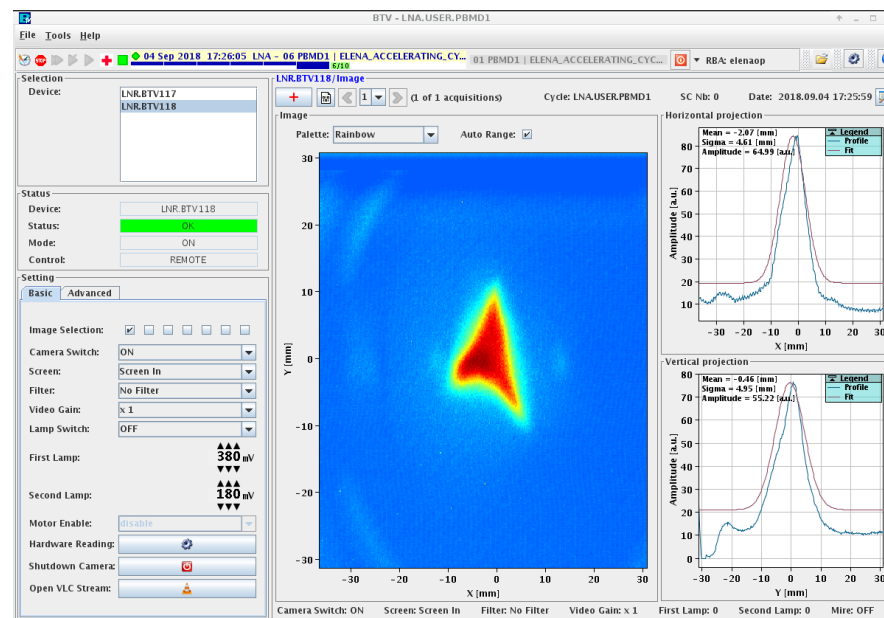 BTV - LNA.USER.PBMD1
File Tools Help
04 Sep 2018 17:26:05 LNA - 06 PBMD1 | ELENA_ACCELERATING_CY...
6/10
01 PBMD1 | ELENA_ACCELERATING_CYC...
RBA: elenaop
Selection
Device:
LNR.BTV117
LNR.BTV118
Status
Device: LNR.BTV118
Status: OK
Mode: ON
Control: REMOTE
Setting
Basic Advanced
Image Selection:
Camera Switch: ON
Screen: Screen In
Filter: No Filter
Video Gain: x 1
Lamp Switch: OFF
First Lamp: 380 mV
Second Lamp: 180 mV
Motor Enable: disable
Hardware Reading:
Shutdown Camera:
Open VLC Stream:
LNR.BTV118/Image
1 (1 of 1 acquisitions) Cycle: LNA.USER.PBMD1 SC Nb: 0 Date: 2018.09.04 17:25:59
Image
Palette: Rainbow Auto Range:
30
20
10
0
-10
-20
-30
Y [mm]
-30 -20 -10 0 10 20 30
X [mm]
Horizontal projection
Mean = -2.07 [mm]
Sigma = 4.61 [mm]
Amplitude = 64.99 [a.u.]
Legend
Profile
Fit
80
70
60
50
40
30
20
10
Amplitude [a.u.]
-30 -20 -10 0 10 20 30
X [mm]
Vertical projection
Mean = -0.46 [mm]
Sigma = 4.95 [mm]
Amplitude = 55.22 [a.u.]
Legend
Profile
Fit
80
70
60
50
40
30
20
10
0
Amplitude [a.u.]
-30 -20 -10 0 10 20 30
Y [mm]
Camera Switch: ON Screen: Screen In Filter: No Filter Video Gain: x 1 First Lamp: 0 Second Lamp: 0 Mire: OFF